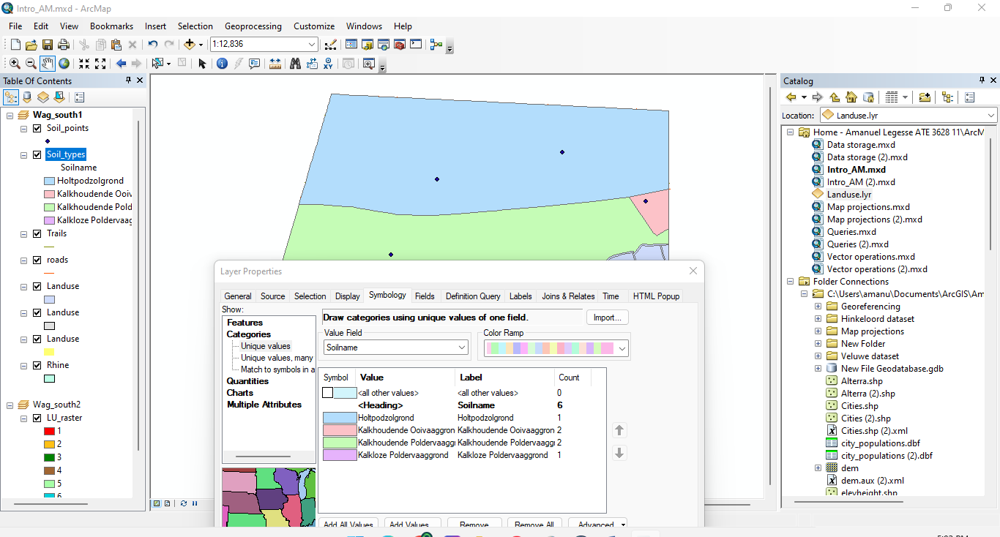 Intro_AM.mxd - ArcMap
File Edit View Bookmarks Insert Selection Geoprocessing Customize Windows Help
1:12,836
Table Of Contents
Wag_south1
Soil_points
Soil_types
Soilname
Holtpodzolgrond
Kalkhoudende Ooiv
Kalkhoudende Pold
Kalkloze Poldervaag
Trails
roads
Landuse
Landuse
Landuse
Rhine
Wag_south2
LU_raster
1
2
3
4
5
6
Layer Properties
General Source Selection Display Symbology Fields Definition Query Labels Joins & Relates Time HTML Popup
Show:
Features
Categories
Unique values
Unique values, many
Match to symbols in a
Quantities
Charts
Multiple Attributes
Draw categories using unique values of one field.
Import...
Value Field
Soilname
Color Ramp
Symbol Value Label Count
<all other values> <all other values> 0
<Heading> Soilname 6
Holtpodzolgrond Holtpodzolgrond 1
Kalkhoudende Ooivaaggron Kalkhoudende Ooivaaggrond 2
Kalkhoudende Poldervaagg Kalkhoudende Poldervaaggr 2
Kalkloze Poldervaaggrond Kalkloze Poldervaaggrond 1
Add All Values Add Values... Remove Remove All Advanced
Catalog
Location: Landuse.lyr
Home - Amanuel Legesse ATE 3628 11\ArcM
Data storage.mxd
Data storage (2).mxd
Intro_AM.mxd
Intro_AM (2).mxd
Landuse.lyr
Map projections.mxd
Map projections (2).mxd
Queries.mxd
Queries (2).mxd
Vector operations.mxd
Vector operations (2).mxd
Folder Connections
C:\Users\amanu\Documents\ArcGIS\Am
Georeferencing
Hinkeloord dataset
Map projections
New Folder
Veluwe dataset
New File Geodatabase.gdb
Alterra.shp
Alterra (2).shp
Cities.shp
Cities (2).shp
Cities.shp (2).xml
city_populations.dbf
city_populations (2).dbf
dem
dem.aux (2).xml
elevheight.shp